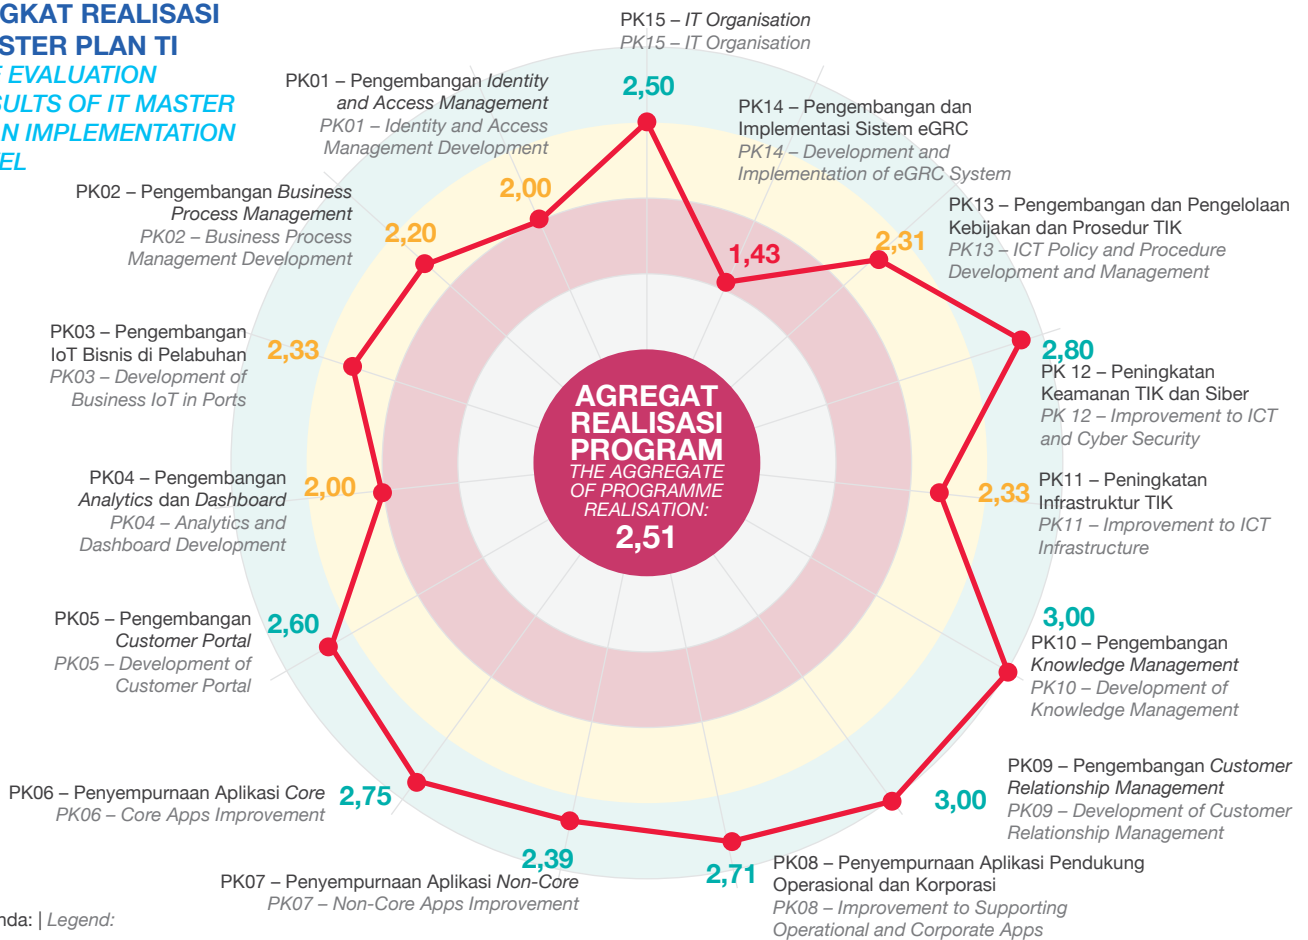 GKAT REALISASI
STER PLAN TI
EVALUATION
SULTS OF IT MASTER
AN IMPLEMENTATION
EL
PK15 – IT Organisation
PK15 – IT Organisation
2,50
PK01 – Pengembangan Identity
and Access Management
PK01 – Identity and Access
Management Development
2,00
PK14 – Pengembangan dan
Implementasi Sistem eGRC
PK14 – Development and
Implementation of eGRC System
1,43
PK02 – Pengembangan Business
Process Management
PK02 – Business Process
Management Development
2,20
PK13 – Pengembangan dan Pengelolaan
Kebijakan dan Prosedur TIK
PK13 – ICT Policy and Procedure
Development and Management
2,31
PK03 – Pengembangan
IoT Bisnis di Pelabuhan
PK03 – Development of
Business IoT in Ports
2,33
2,80
PK 12 – Peningkatan
Keamanan TIK dan Siber
PK 12 – Improvement to ICT
and Cyber Security
AGREGAT
REALISASI
PROGRAM
THE AGGREGATE
OF PROGRAMME
REALISATION:
2,51
PK04 – Pengembangan
Analytics dan Dashboard
PK04 – Analytics and
Dashboard Development
2,00
2,33
PK11 – Peningkatan
Infrastruktur TIK
PK11 – Improvement to ICT
Infrastructure
PK05 – Pengembangan
Customer Portal
PK05 – Development of
Customer Portal
2,60
3,00
PK10 – Pengembangan
Knowledge Management
PK10 – Development of
Knowledge Management
PK06 – Penyempurnaan Aplikasi Core
PK06 – Core Apps Improvement
2,75
3,00
PK09 – Pengembangan Customer
Relationship Management
PK09 – Development of Customer
Relationship Management
2,39
PK07 – Penyempurnaan Aplikasi Non-Core
PK07 – Non-Core Apps Improvement
2,71
PK08 – Penyempurnaan Aplikasi Pendukung
Operasional dan Korporasi
PK08 – Improvement to Supporting
Operational and Corporate Apps
nda: | Legend: